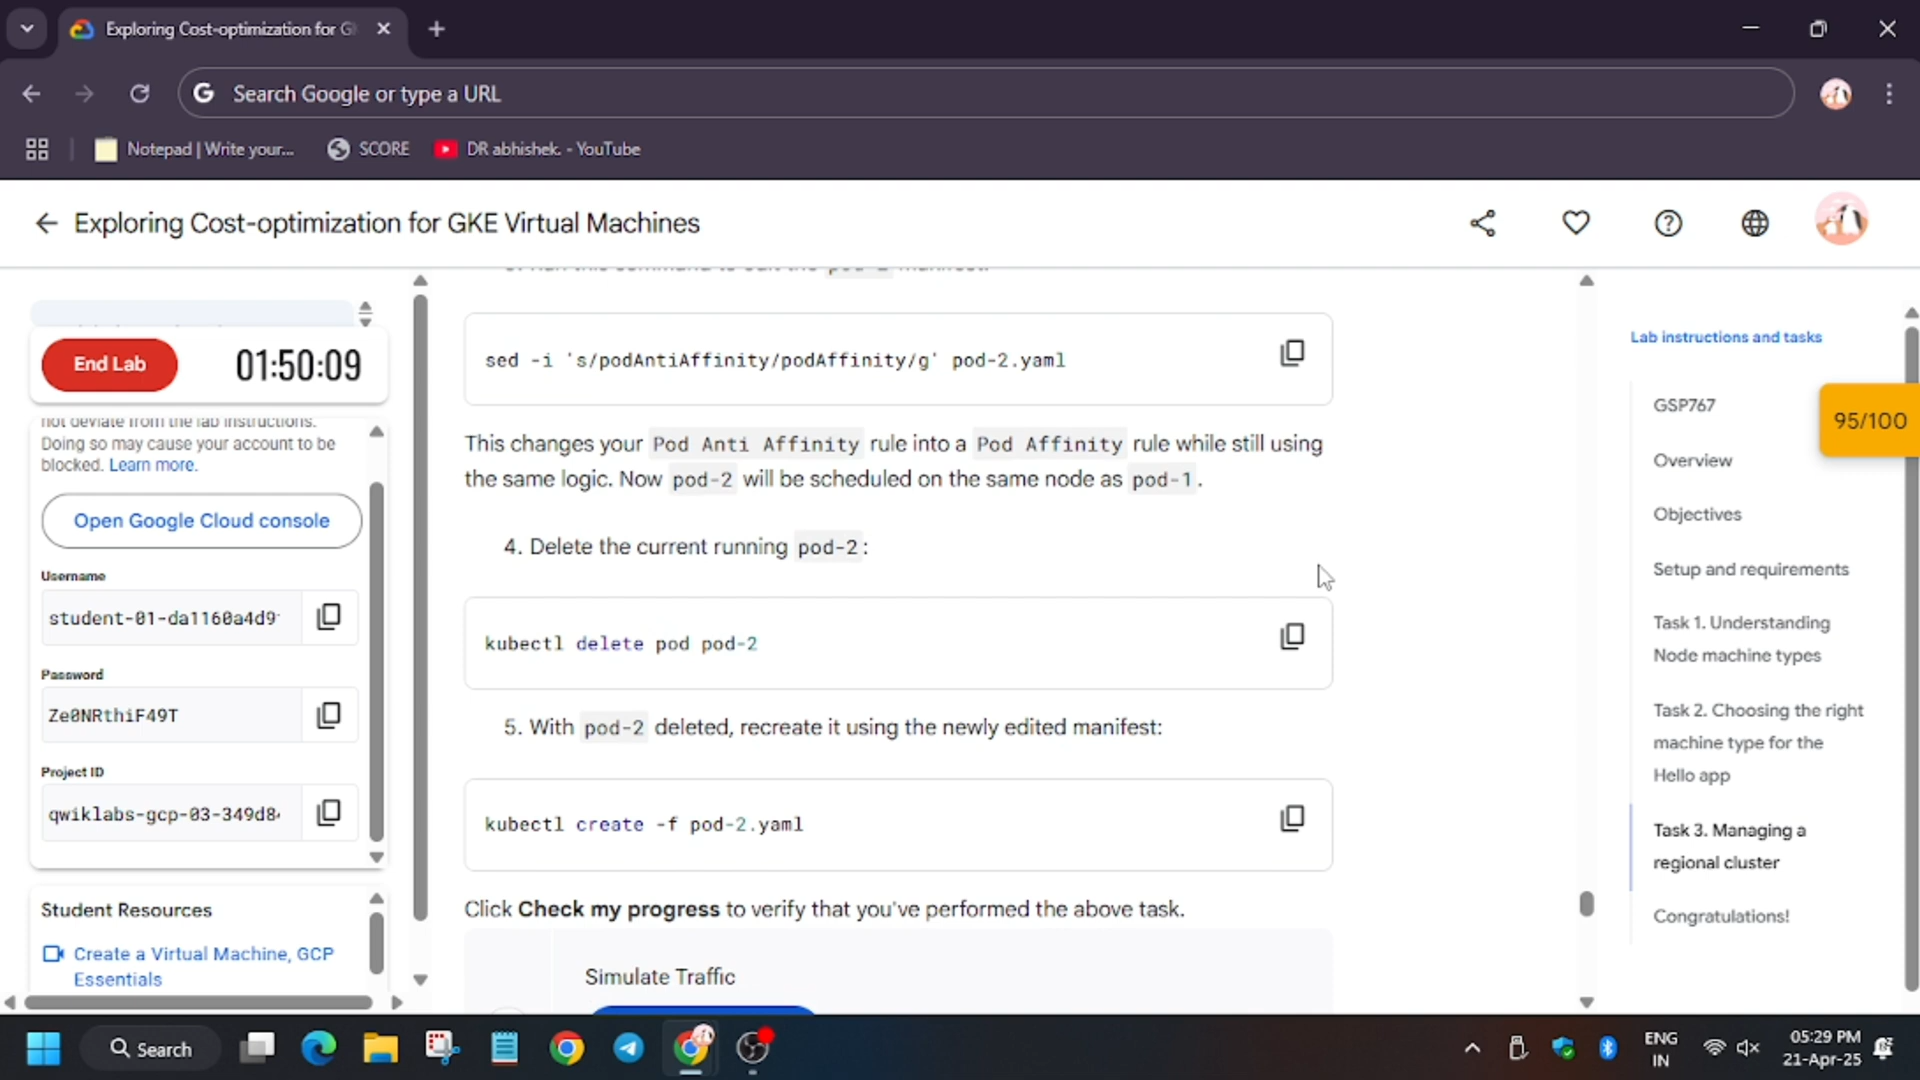 Exploring Cost-optimization for G
Search Google or type a URL
Notepad | Write your...
SCORE
DR abhishek. - YouTube
Exploring Cost-optimization for GKE Virtual Machines
End Lab
01:50:09
not deviate from the lab instructions.
Doing so may cause your account to be
blocked. Learn more.
Open Google Cloud console
Username
student-01-da1160a4d9
Password
Ze0NRthiF49T
Project ID
qwiklabs-gcp-03-349d8
Student Resources
Create a Virtual Machine, GCP
Essentials
sed -i 's/podAntiAffinity/podAffinity/g' pod-2.yaml
This changes your Pod Anti Affinity rule into a Pod Affinity rule while still using
the same logic. Now pod-2 will be scheduled on the same node as pod-1.
4. Delete the current running pod-2:
kubectl delete pod pod-2
5. With pod-2 deleted, recreate it using the newly edited manifest:
kubectl create -f pod-2.yaml
Click Check my progress to verify that you've performed the above task.
Simulate Traffic
Lab instructions and tasks
GSP767
95/100
Overview
Objectives
Setup and requirements
Task 1. Understanding
Node machine types
Task 2. Choosing the right
machine type for the
Hello app
Task 3. Managing a
regional cluster
Congratulations!
Search
ENG
IN
05:29 PM
21-Apr-25